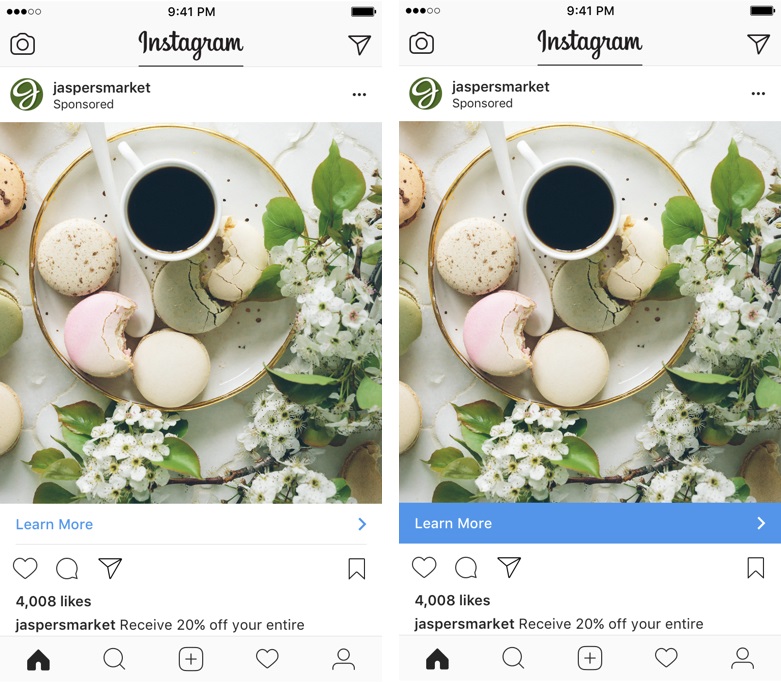 9:41 PM
Instagram
jaspersmarket
Sponsored
Learn More
4,008 likes
jaspersmarket Receive 20% off your entire
9:41 PM
Instagram
jaspersmarket
Sponsored
Learn More
4,008 likes
jaspersmarket Receive 20% off your entire